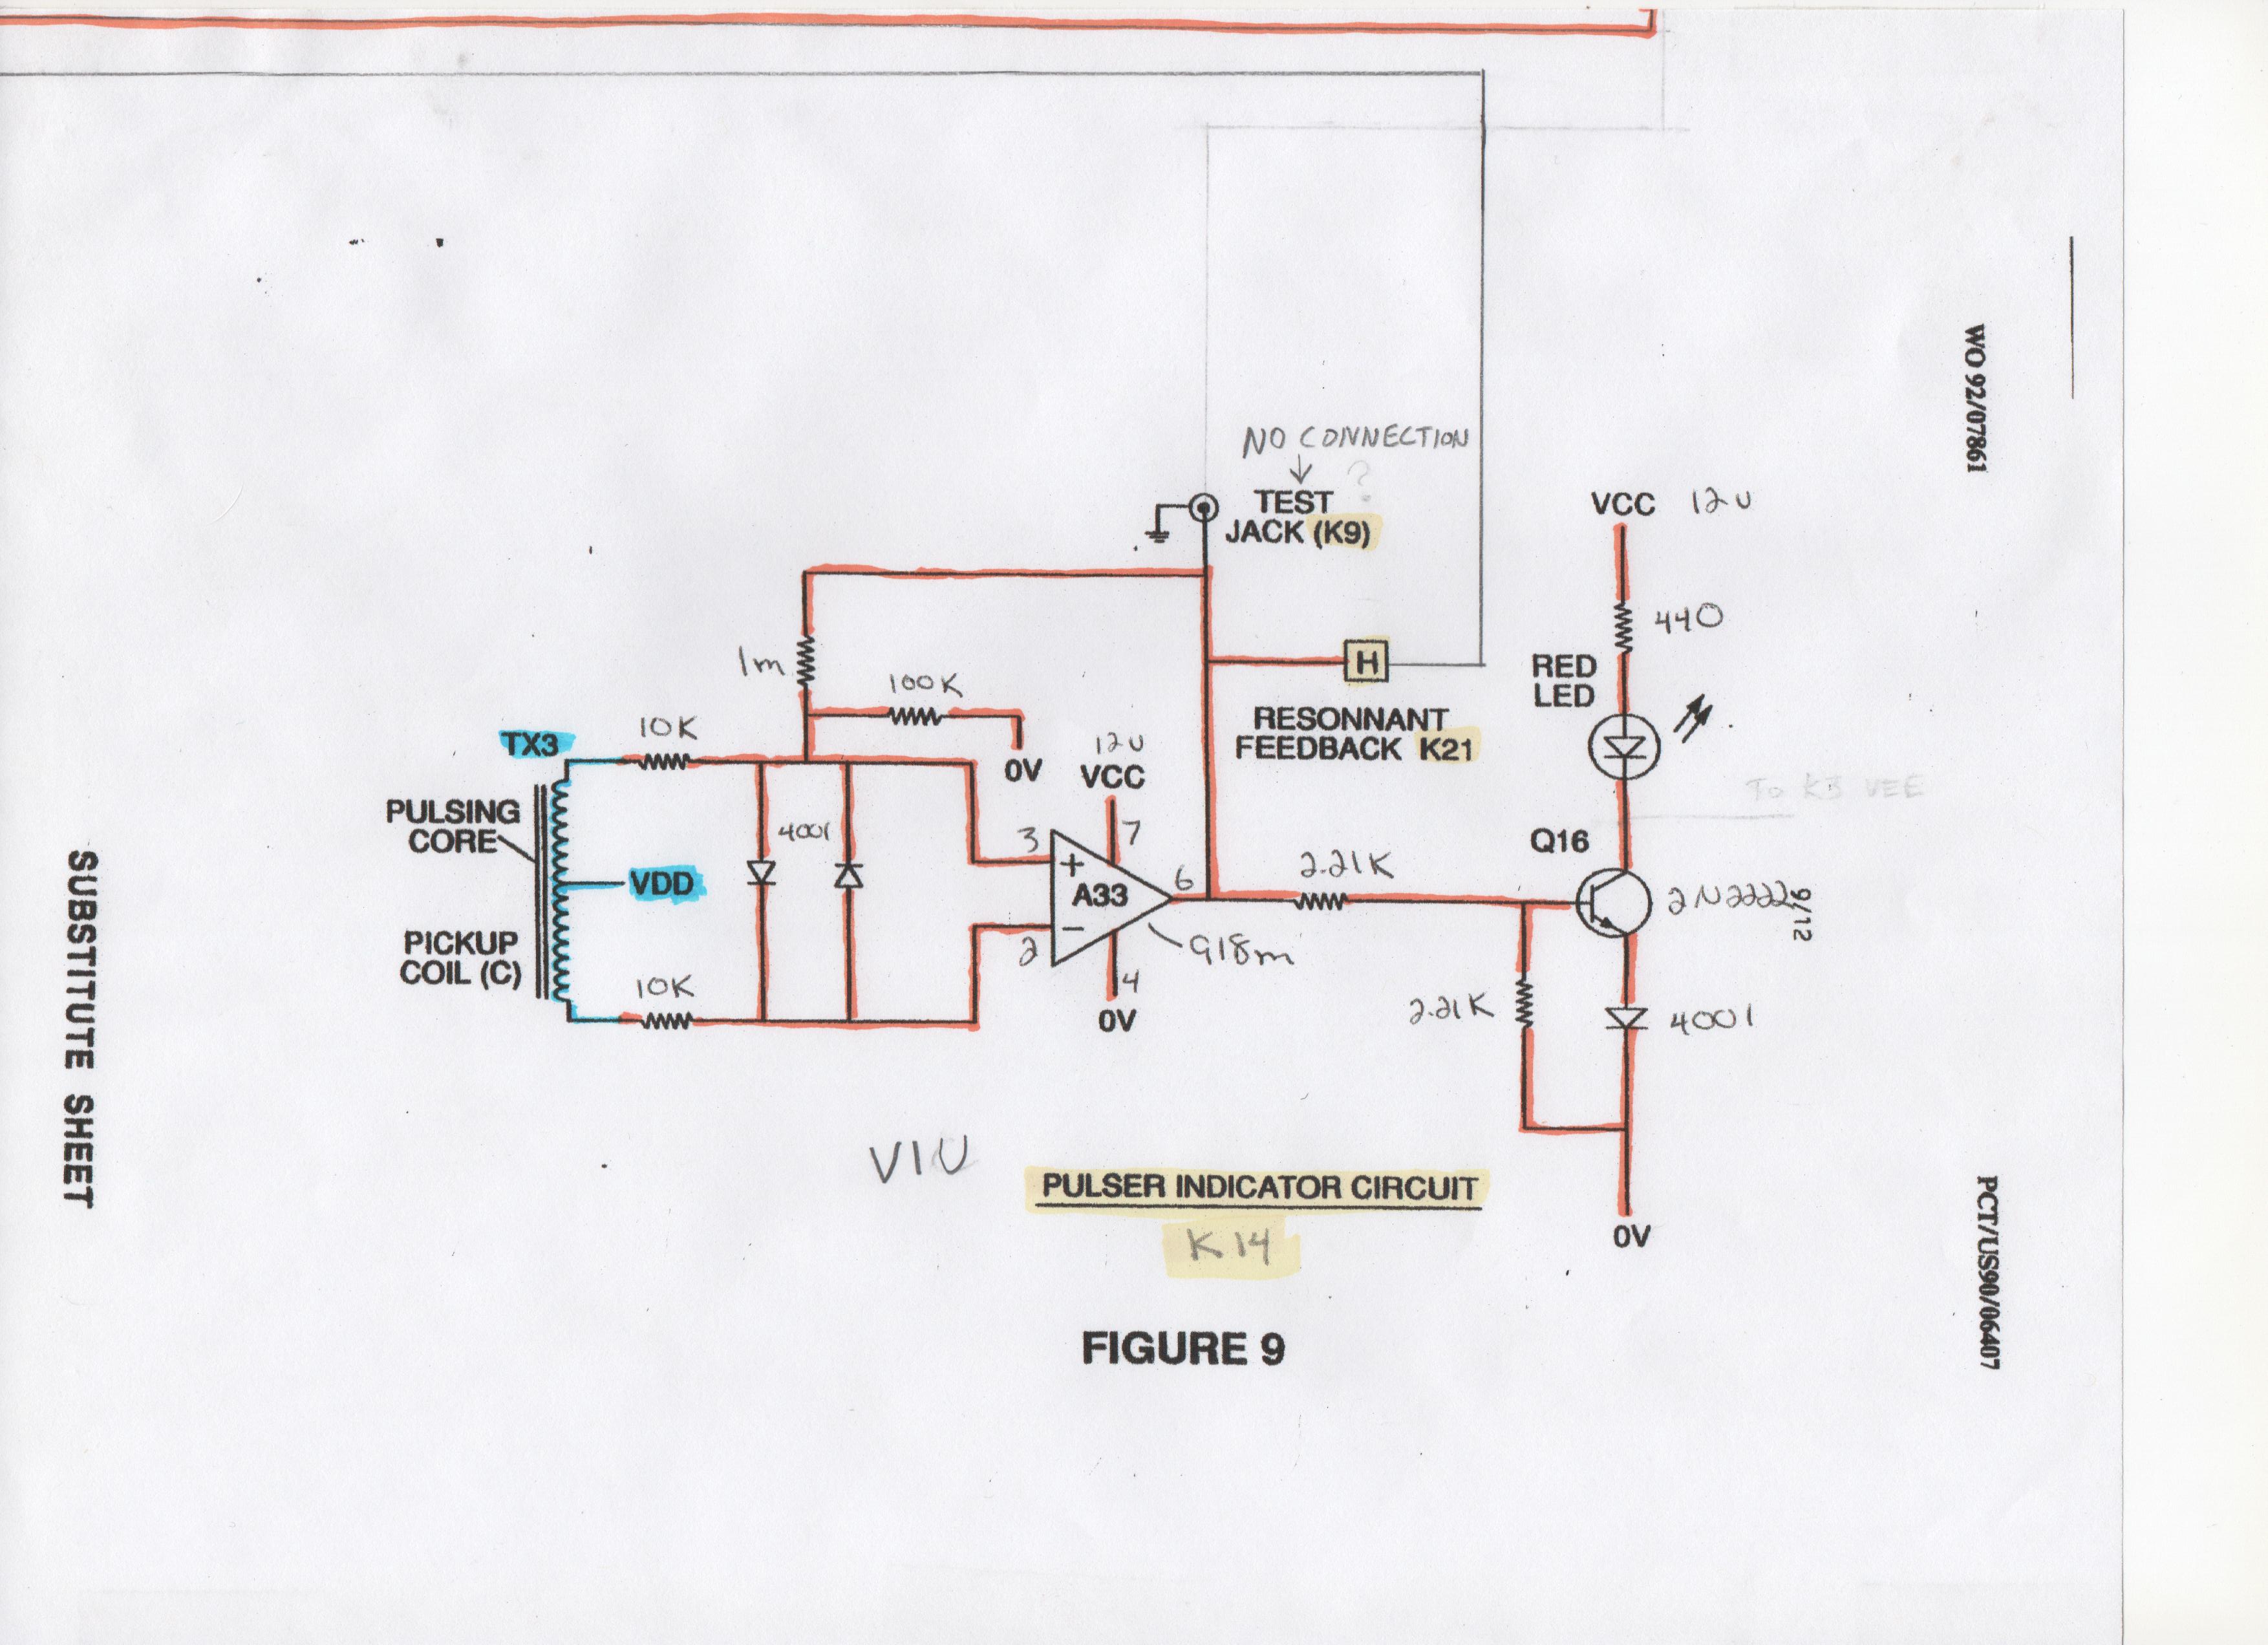 NO CONNECTION
?
TEST
JACK (K9)
WO 92/07861
VCC 12v
440
RED
LED
1m
100K
H
RESONNANT
FEEDBACK K21
TX3
10K
0V
12v
VCC
TO K3 VEE
PULSING
CORE
4001
3
7
+
A33
6
2.21K
Q16
VDD
2N2222
9/12
PICKUP
COIL (C)
−
2
918m
10K
4
0V
2.21K
4001
SUBSTITUTE SHEET
V1U
PULSER INDICATOR CIRCUIT
K14
0V
PCT/US90/06407
FIGURE 9